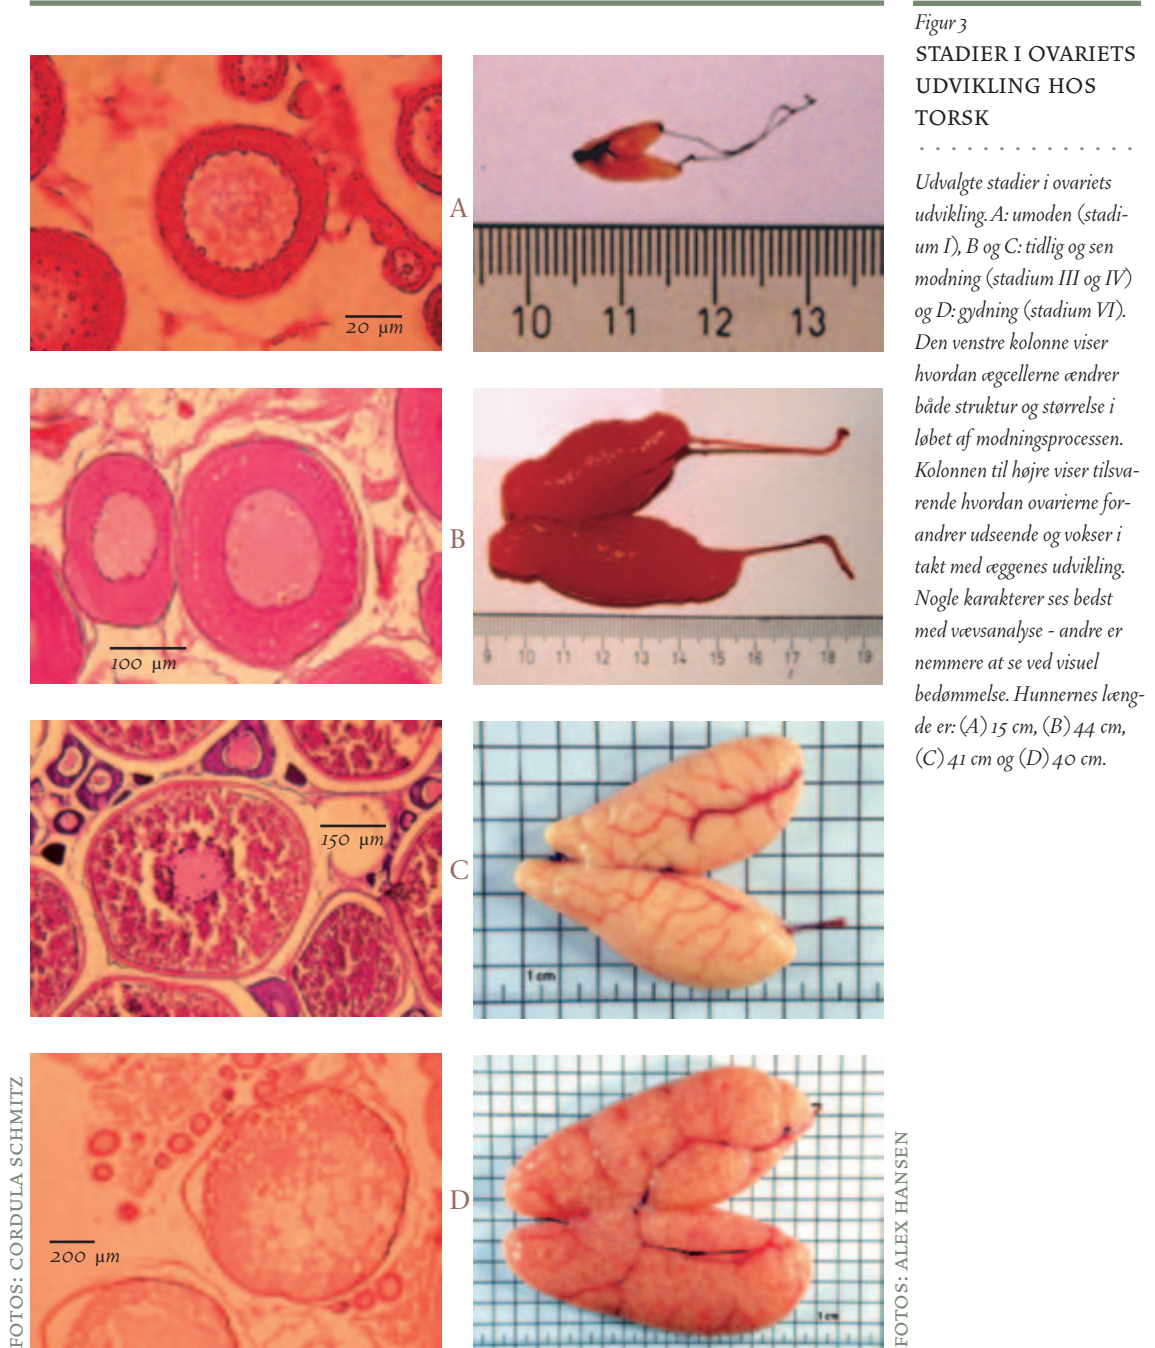 Figur 3
STADIER I OVARIETS
UDVIKLING HOS
TORSK
Udvalgte stadier i ovariets
udvikling. A: umoden (stadi-
um I), B og C: tidlig og sen
modning (stadium III og IV)
og D: gydning (stadium VI).
Den venstre kolonne viser
hvordan ægcellerne ændrer
både struktur og størrelse i
løbet af modningsprocessen.
Kolonnen til højre viser tilsva-
rende hvordan ovarierne for-
andrer udseende og vokser i
takt med æggenes udvikling.
Nogle karakterer ses bedst
med vævsanalyse - andre er
nemmere at se ved visuel
bedømmelse. Hunnernes læng-
de er: (A) 15 cm, (B) 44 cm,
(C) 41 cm og (D) 40 cm.
A
20 µm
10 11 12 13
B
100 µm
9 10 11 12 13 14 15 16 17 18 19
C
150 µm
1 cm
D
200 µm
1 cm
FOTOS: CORDULA SCHMITZ
FOTOS: ALEX HANSEN